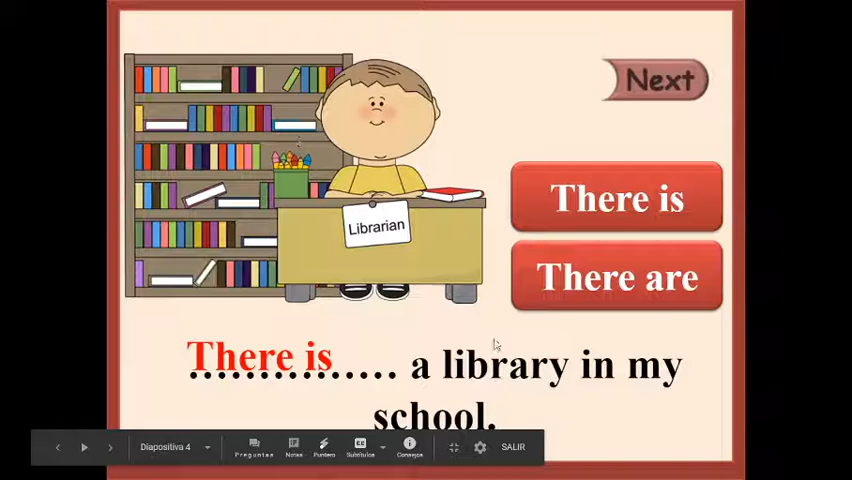 Next
There is
Librarian
There are
There is
............... a library in my
school.
Diapositiva 4
Preguntas
Notas
Puntero
Subtítulos
Consejos
SALIR